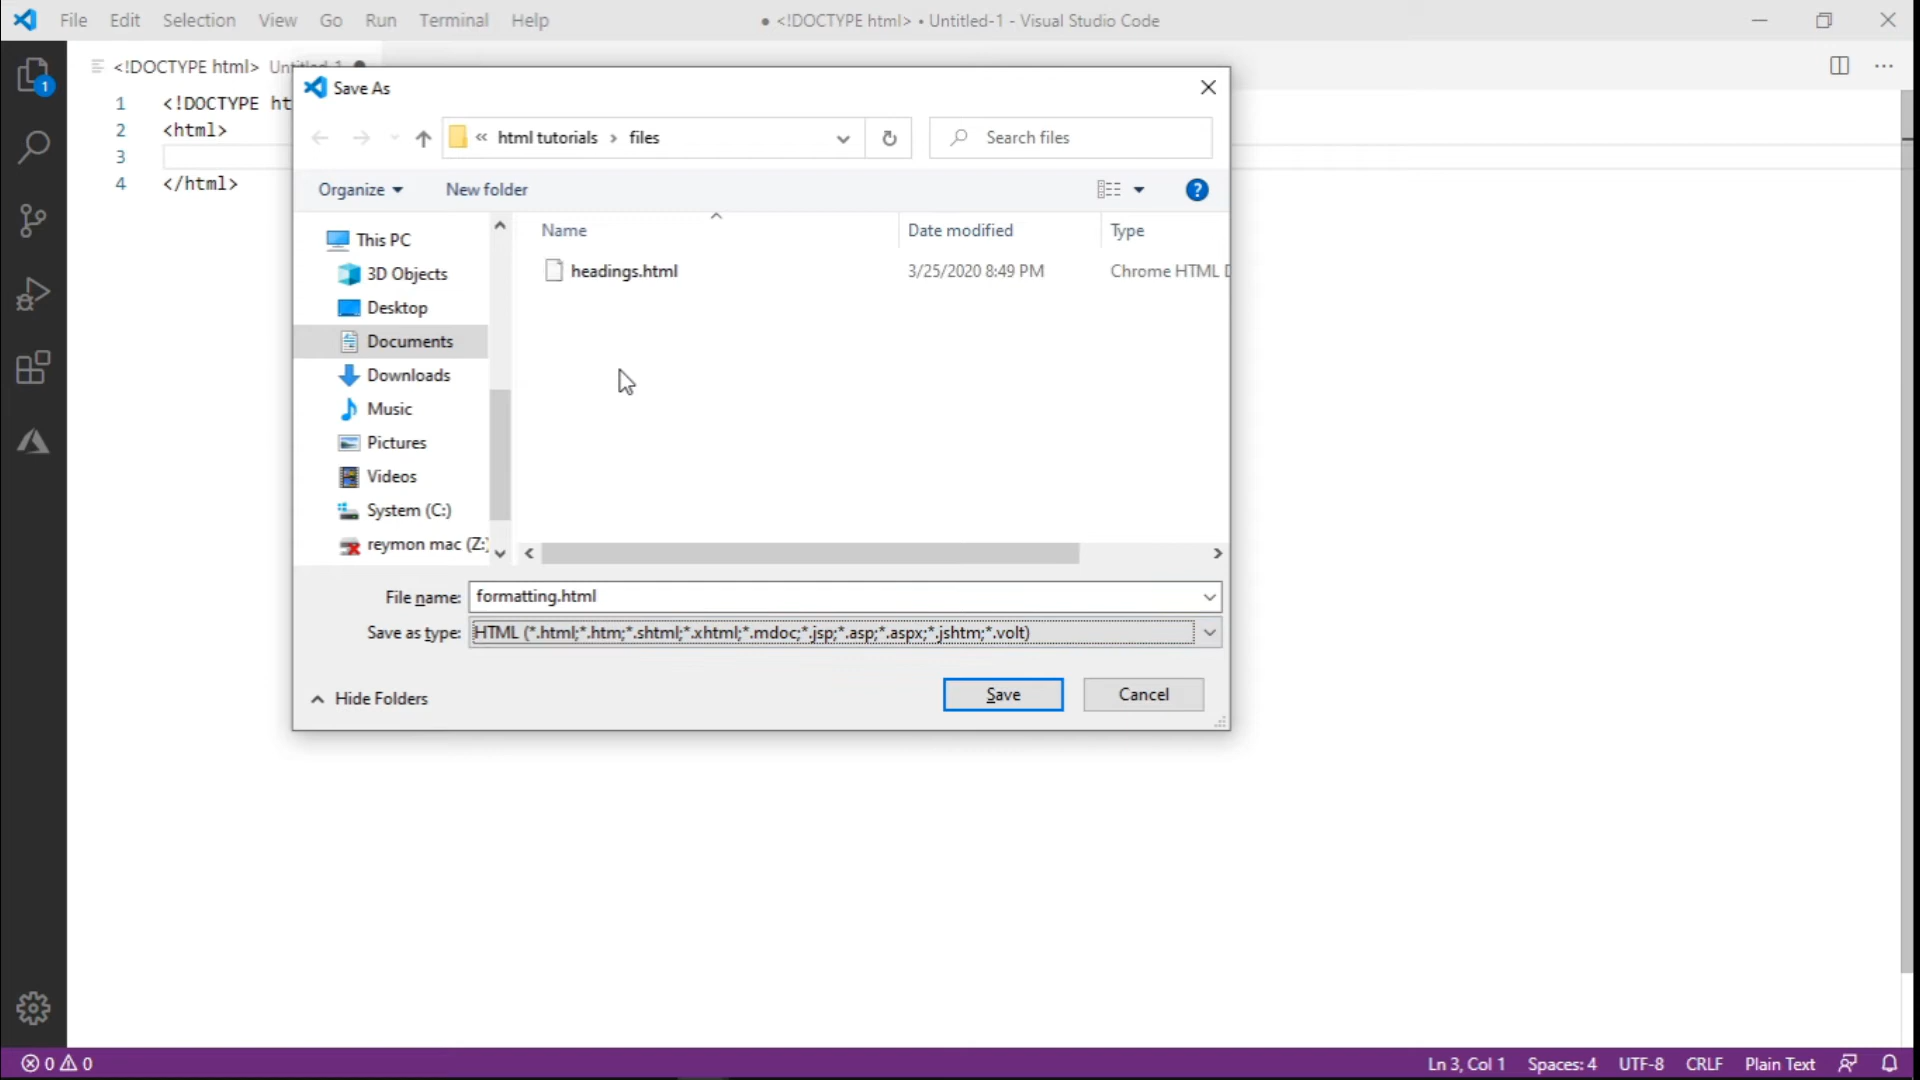 File Edit Selection View Go Run Terminal Help
● <!DOCTYPE html> • Untitled-1 - Visual Studio Code
1
<!DOCTYPE html> Untitled-1
1 <!DOCTYPE ht
2 <html>
3
4 </html>
Save As
« html tutorials › files
Search files
Organize
New folder
?
Name Date modified Type
headings.html 3/25/2020 8:49 PM Chrome HTML D
This PC
3D Objects
Desktop
Documents
Downloads
Music
Pictures
Videos
System (C:)
reymon mac (Z:)
File name: formatting.html
Save as type: HTML (*.html;*.htm;*.shtml;*.xhtml;*.mdoc;*.jsp;*.asp;*.aspx;*.jshtm;*.volt)
Hide Folders
Save
Cancel
0 0
Ln 3, Col 1 Spaces: 4 UTF-8 CRLF Plain Text